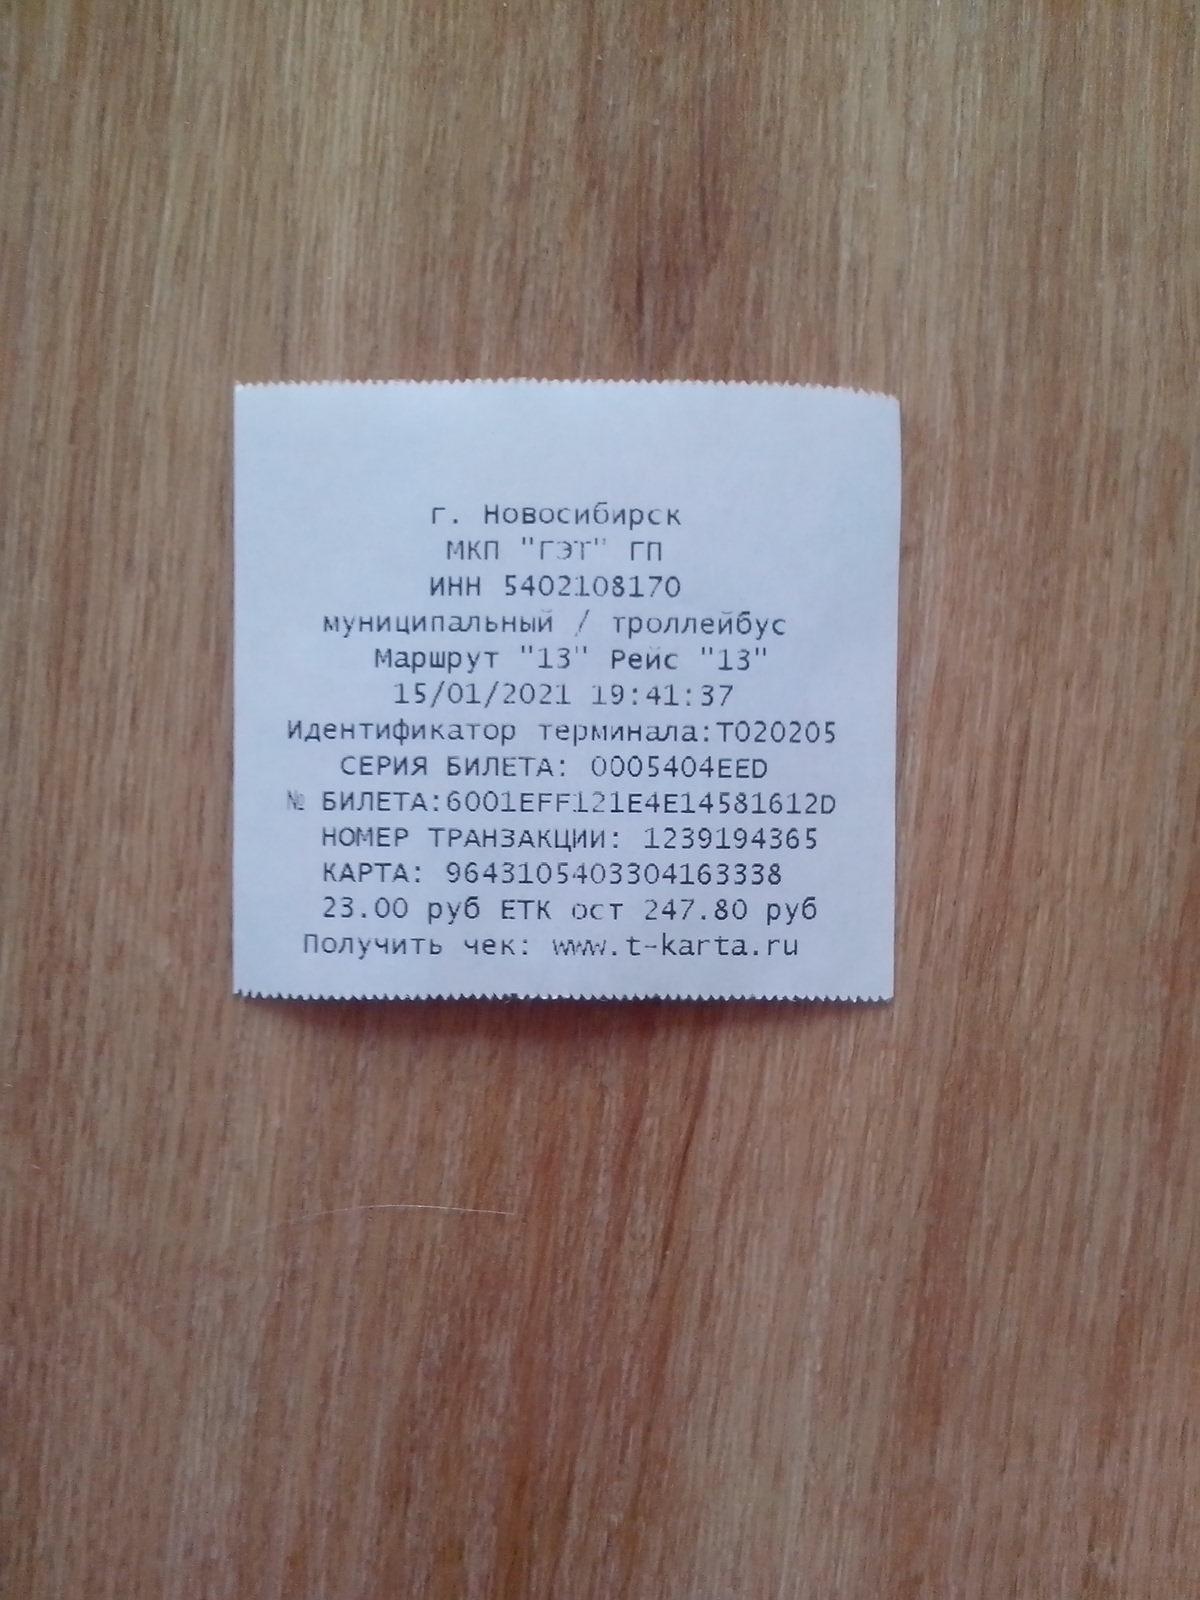 г. Новосибирск
МКП "ГЭТ" ГП
ИНН 5402108170
муниципальный / троллейбус
Маршрут "13" Рейс "13"
15/01/2021 19:41:37
Идентификатор терминала:T020205
СЕРИЯ БИЛЕТА: 0005404EED
№ БИЛЕТА:6001EFF121E4E14581612D
НОМЕР ТРАНЗАКЦИИ: 1239194365
КАРТА: 9643105403304163338
23.00 руб ЕТК ост 247.80 руб
Получить чек: www.t-karta.ru